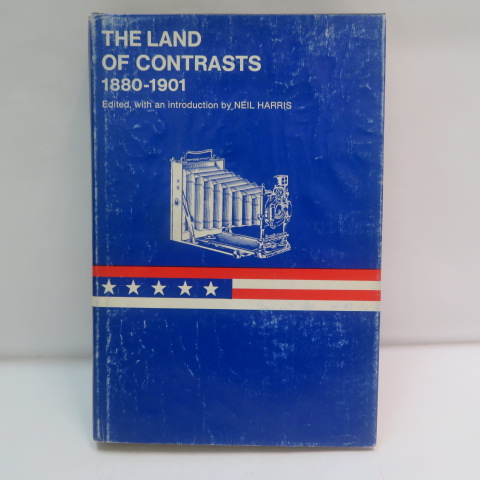 THE LAND
OF CONTRASTS
1880-1901
Edited, with an introduction by NEIL HARRIS